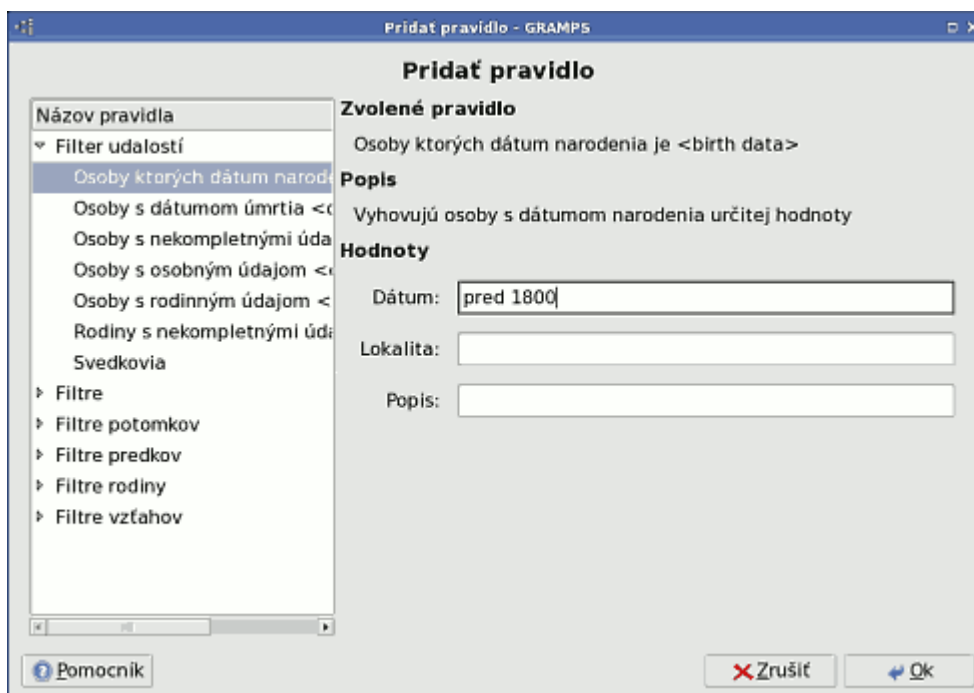 Pridať pravidlo - GRAMPS
Pridať pravidlo
Názov pravidla
Filter udalostí
Osoby ktorých dátum narode
Osoby s dátumom úmrtia <
Osoby s nekompletnými úda
Osoby s osobným údajom <
Osoby s rodinným údajom <
Rodiny s nekompletnými úda
Svedkovia
Filtre
Filtre potomkov
Filtre predkov
Filtre rodiny
Filtre vzťahov
Zvolené pravidlo
Osoby ktorých dátum narodenia je <birth data>
Popis
Vyhovujú osoby s dátumom narodenia určitej hodnoty
Hodnoty
Dátum: pred 1800
Lokalita:
Popis:
Pomocník
Zrušiť
Ok